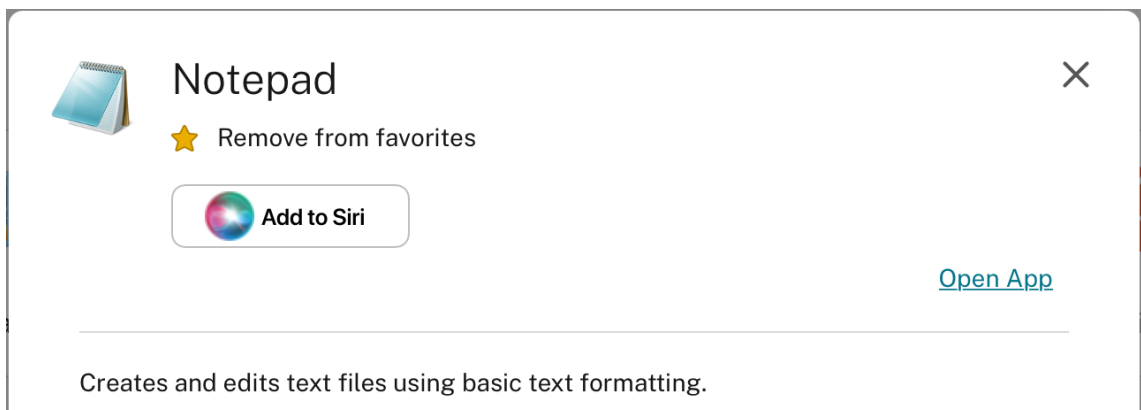 Notepad
Remove from favorites
Add to Siri
Open App
Creates and edits text files using basic text formatting.